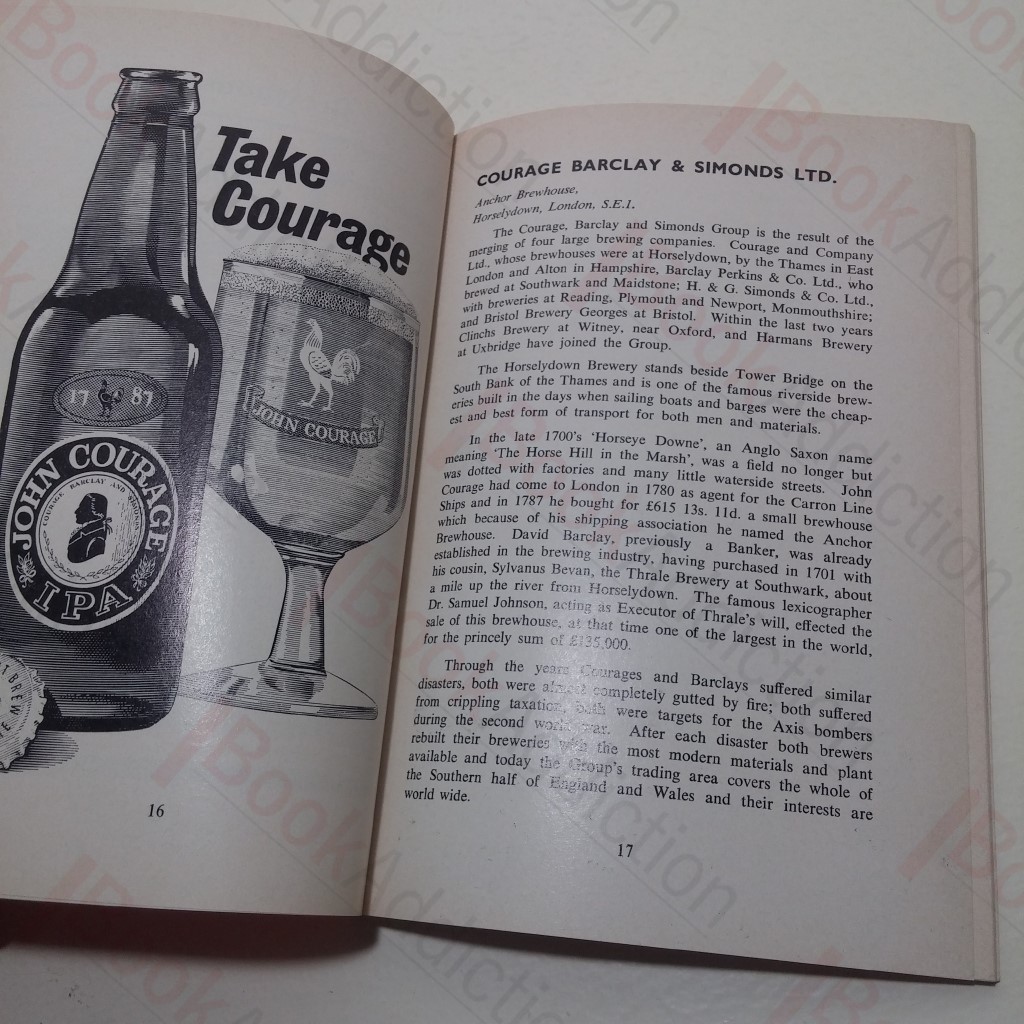 Take
Courage
17 87
JOHN COURAGE
COURAGE BARCLAY AND SIMONDS
IPA
JOHN COURAGE
BREW
16
COURAGE BARCLAY & SIMONDS LTD.
Anchor Brewhouse,
Horselydown, London, S.E.1.
The Courage, Barclay and Simonds Group is the result of the
merging of four large brewing companies. Courage and Company
Ltd., whose brewhouses were at Horselydown, by the Thames in East
London and Alton in Hampshire, Barclay Perkins & Co. Ltd., who
brewed at Southwark and Maidstone; H. & G. Simonds & Co. Ltd.,
with breweries at Reading, Plymouth and Newport, Monmouthshire;
and Bristol Brewery Georges at Bristol. Within the last two years
Clinchs Brewery at Witney, near Oxford, and Harmans Brewery
at Uxbridge have joined the Group.
The Horselydown Brewery stands beside Tower Bridge on the
South Bank of the Thames and is one of the famous riverside brew-
eries built in the days when sailing boats and barges were the cheap-
est and best form of transport for both men and materials.
In the late 1700's 'Horseye Downe', an Anglo Saxon name
meaning 'The Horse Hill in the Marsh', was a field no longer but
was dotted with factories and many little waterside streets. John
Courage had come to London in 1780 as agent for the Carron Line
Ships and in 1787 he bought for £615 13s. 11d. a small brewhouse
which because of his shipping association he named the Anchor
Brewhouse. David Barclay, previously a Banker, was already
established in the brewing industry, having purchased in 1701 with
his cousin, Sylvanus Bevan, the Thrale Brewery at Southwark, about
a mile up the river from Horselydown. The famous lexicographer
Dr. Samuel Johnson, acting as Executor of Thrale's will, effected the
sale of this brewhouse, at that time one of the largest in the world,
for the princely sum of £135,000.
Through the years Courages and Barclays suffered similar
disasters, both were almost completely gutted by fire; both suffered
from crippling taxation, both were targets for the Axis bombers
during the second world war. After each disaster both brewers
rebuilt their breweries with the most modern materials and plant
available and today the Group's trading area covers the whole of
the Southern half of England and Wales and their interests are
world wide.
17
BookAddiction